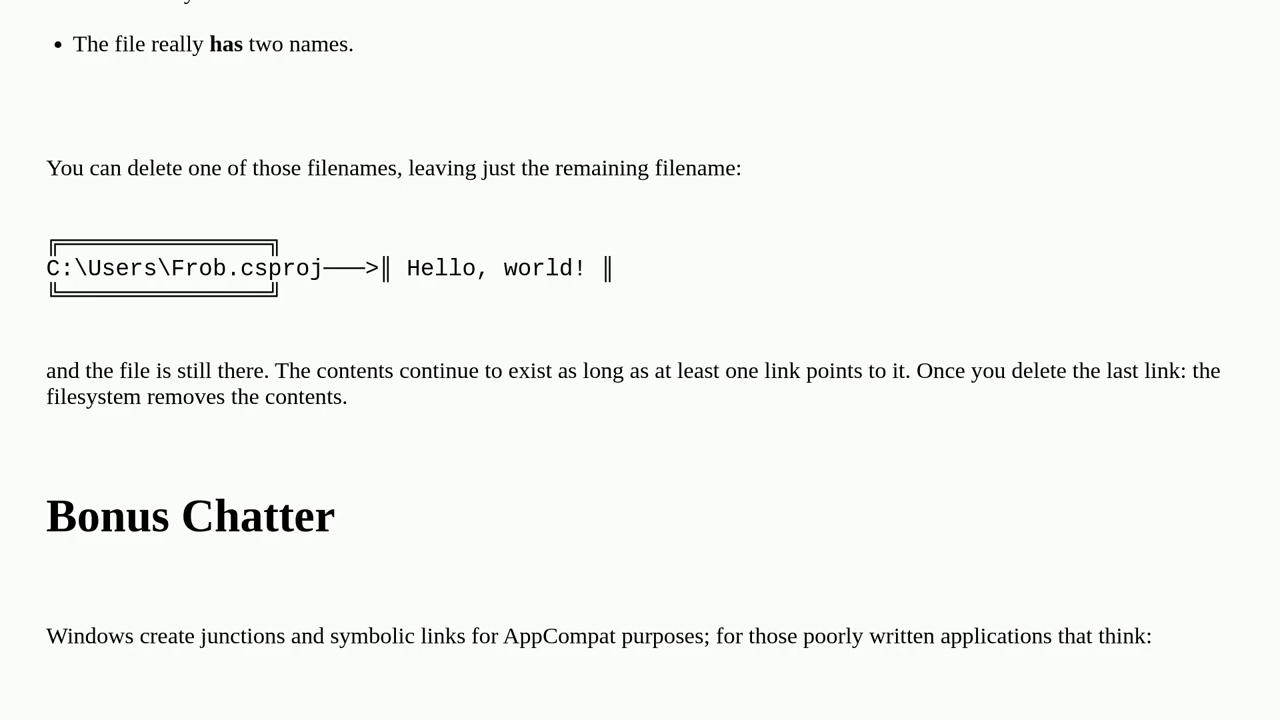 • The file really has two names.
You can delete one of those filenames, leaving just the remaining filename:
╔═══════════════╗
C:\Users\Frob.csproj───>║ Hello, world! ║
╚═══════════════╝
and the file is still there. The contents continue to exist as long as at least one link points to it. Once you delete the last link: the
filesystem removes the contents.
Bonus Chatter
Windows create junctions and symbolic links for AppCompat purposes; for those poorly written applications that think: